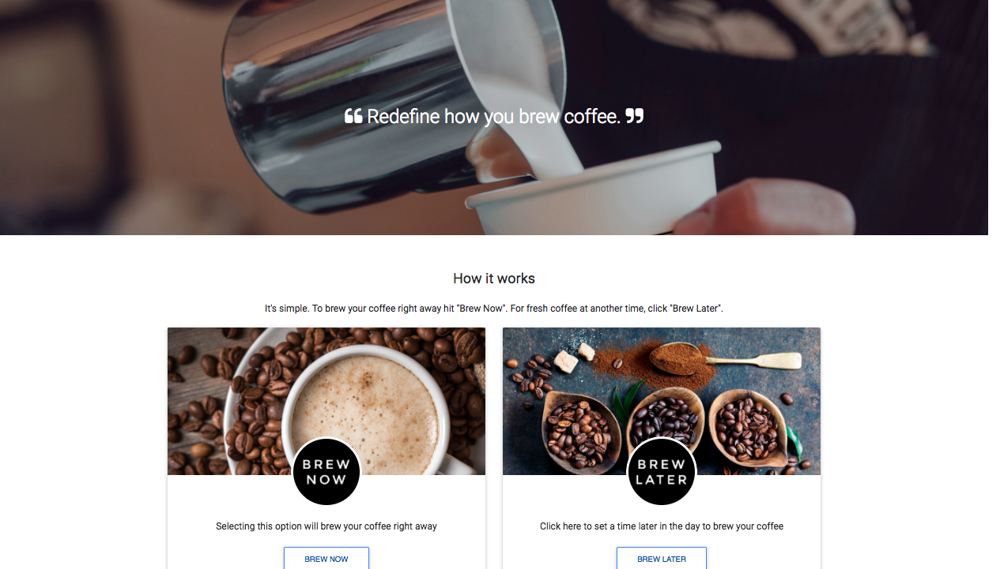 ❝ Redefine how you brew coffee. ❞
How it works
It's simple. To brew your coffee right away hit "Brew Now". For fresh coffee at another time, click "Brew Later".
BREW
NOW
BREW
LATER
Selecting this option will brew your coffee right away
Click here to set a time later in the day to brew your coffee
BREW NOW
BREW LATER